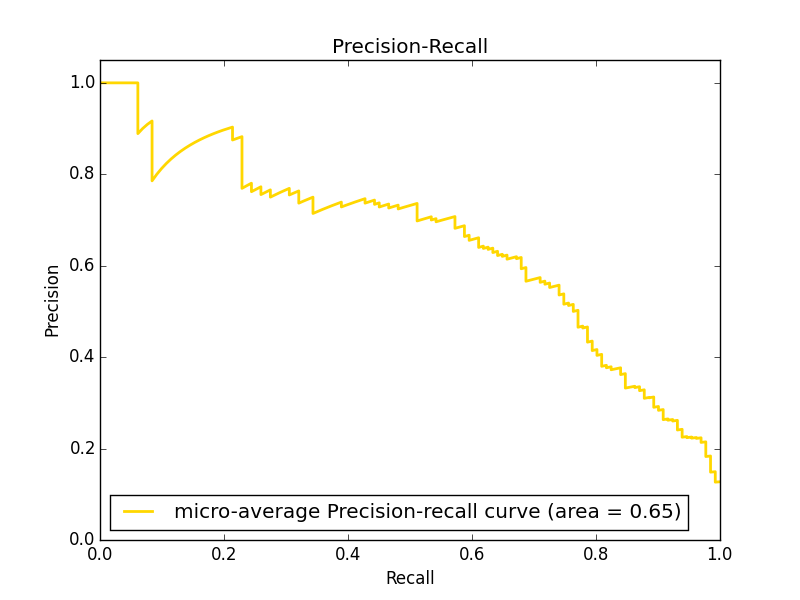 Precision-Recall
1.0
0.8
0.6
0.4
0.2
0.0
Precision
micro-average Precision-recall curve (area = 0.65)
0.0 0.2 0.4 0.6 0.8 1.0
Recall